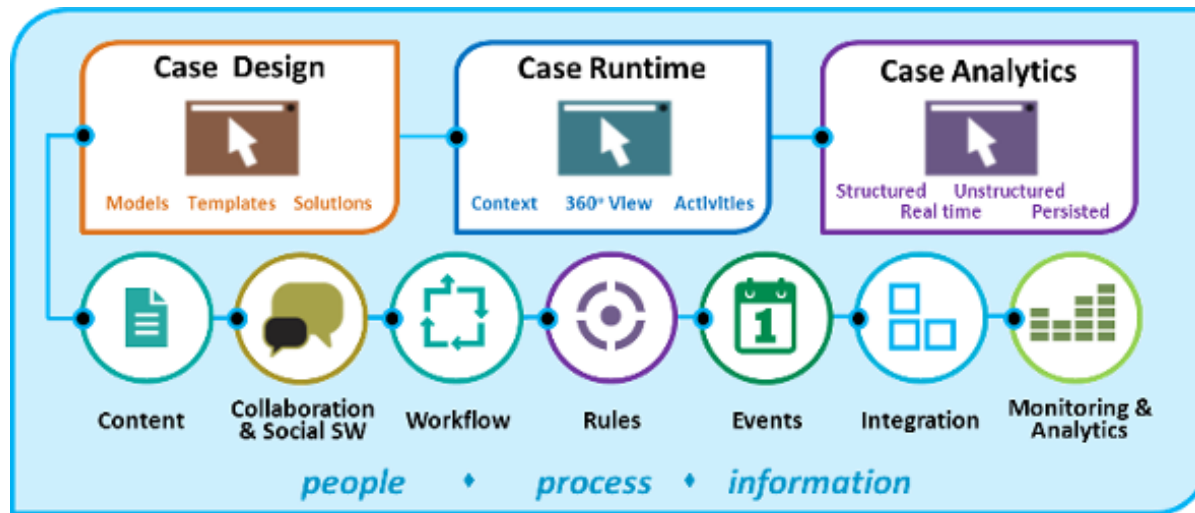 Case Design
Models Templates Solutions
Case Runtime
Context 360° View Activities
Case Analytics
Structured Unstructured
Real time Persisted
Content
Collaboration
& Social SW
Workflow
Rules
1
Events
Integration
Monitoring &
Analytics
people ♦ process ♦ information